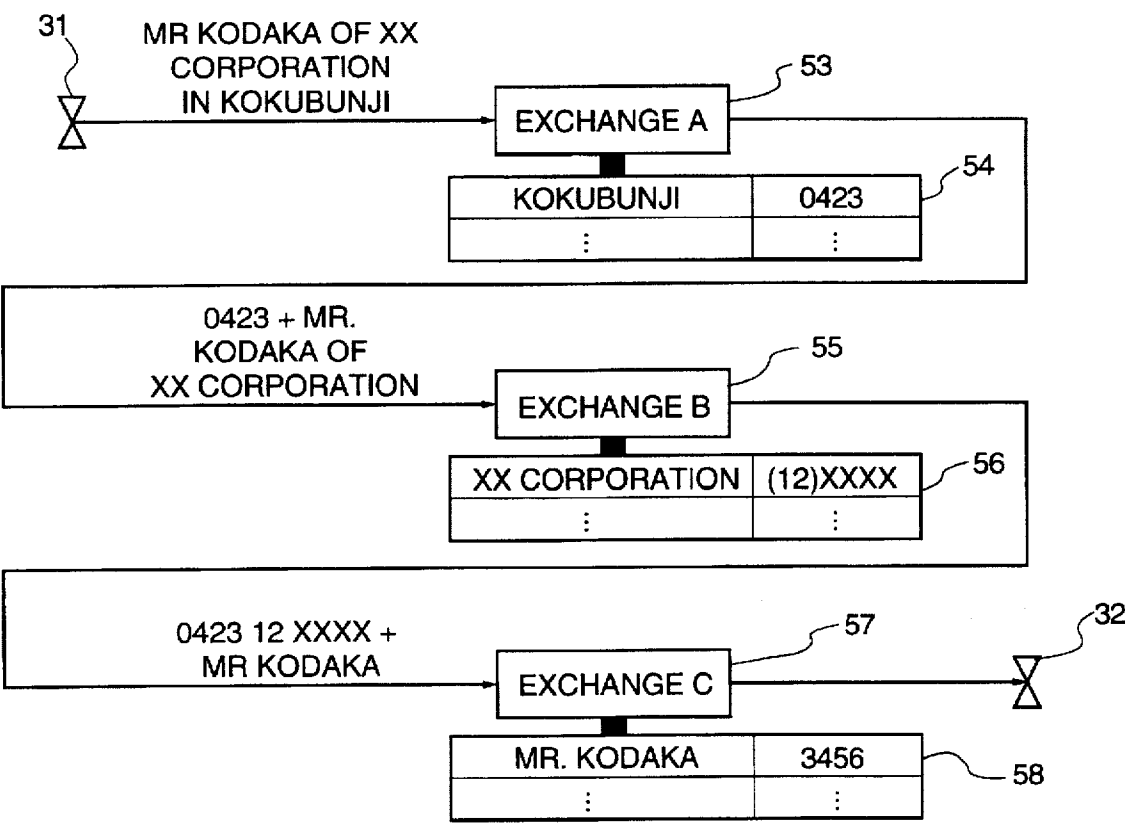 31
MR KODAKA OF XX
CORPORATION
IN KOKUBUNJI
EXCHANGE A
53
KOKUBUNJI 0423
⋮ ⋮
54
0423 + MR.
KODAKA OF
XX CORPORATION
EXCHANGE B
55
XX CORPORATION (12)XXXX
⋮ ⋮
56
0423 12 XXXX +
MR KODAKA
EXCHANGE C
57
32
MR. KODAKA 3456
⋮ ⋮
58